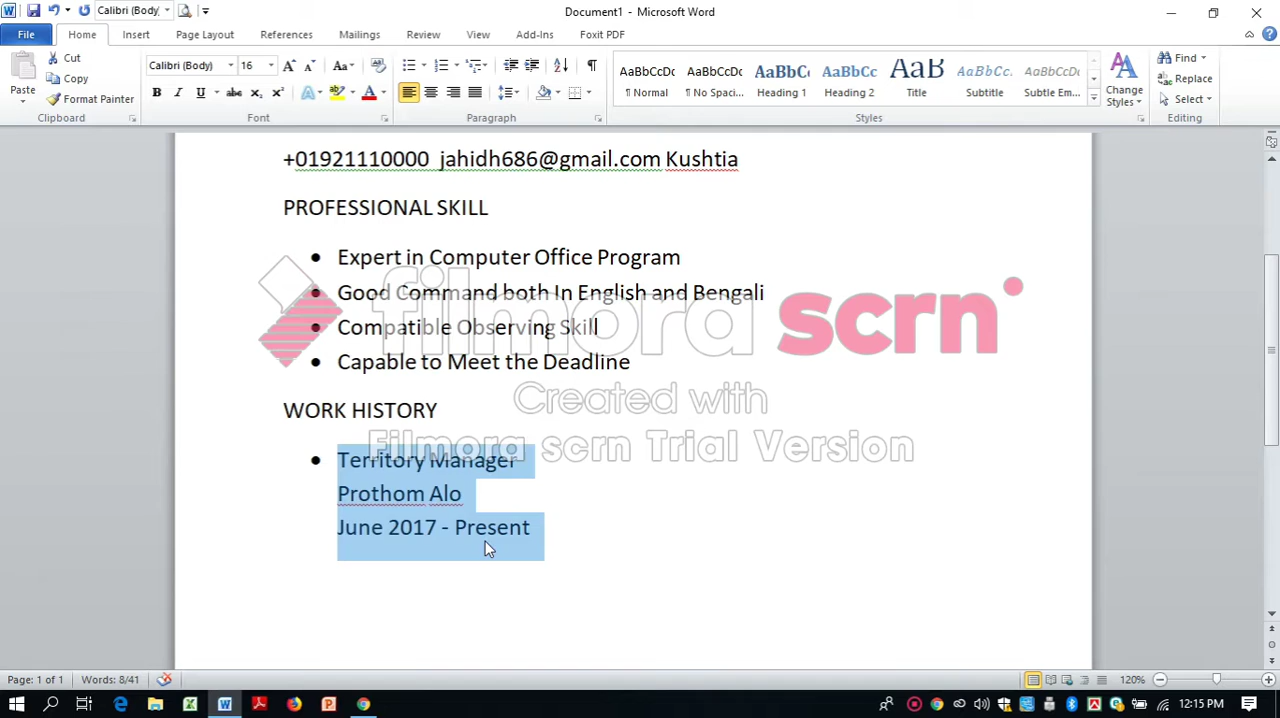 Calibri (Body)
Document1 - Microsoft Word
File Home Insert Page Layout References Mailings Review View Add-Ins Foxit PDF
Paste
Cut
Copy
Format Painter
Clipboard
Calibri (Body) 16
Font
Paragraph
AaBbCcDc AaBbCcDc AaBbC AaBbCc AaB AaBbCcL AaBbCcDc
¶ Normal ¶ No Spaci... Heading 1 Heading 2 Title Subtitle Subtle Em...
Styles
Change
Styles
Find
Replace
Select
Editing
+01921110000 jahidh686@gmail.com Kushtia
PROFESSIONAL SKILL
• Expert in Computer Office Program
• Good Command both In English and Bengali
• Compatible Observing Skill
• Capable to Meet the Deadline
filmora scrn
Created with
Filmora scrn Trial Version
WORK HISTORY
• Territory Manager
Prothom Alo
June 2017 - Present
Page: 1 of 1 Words: 8/41 120%
12:15 PM